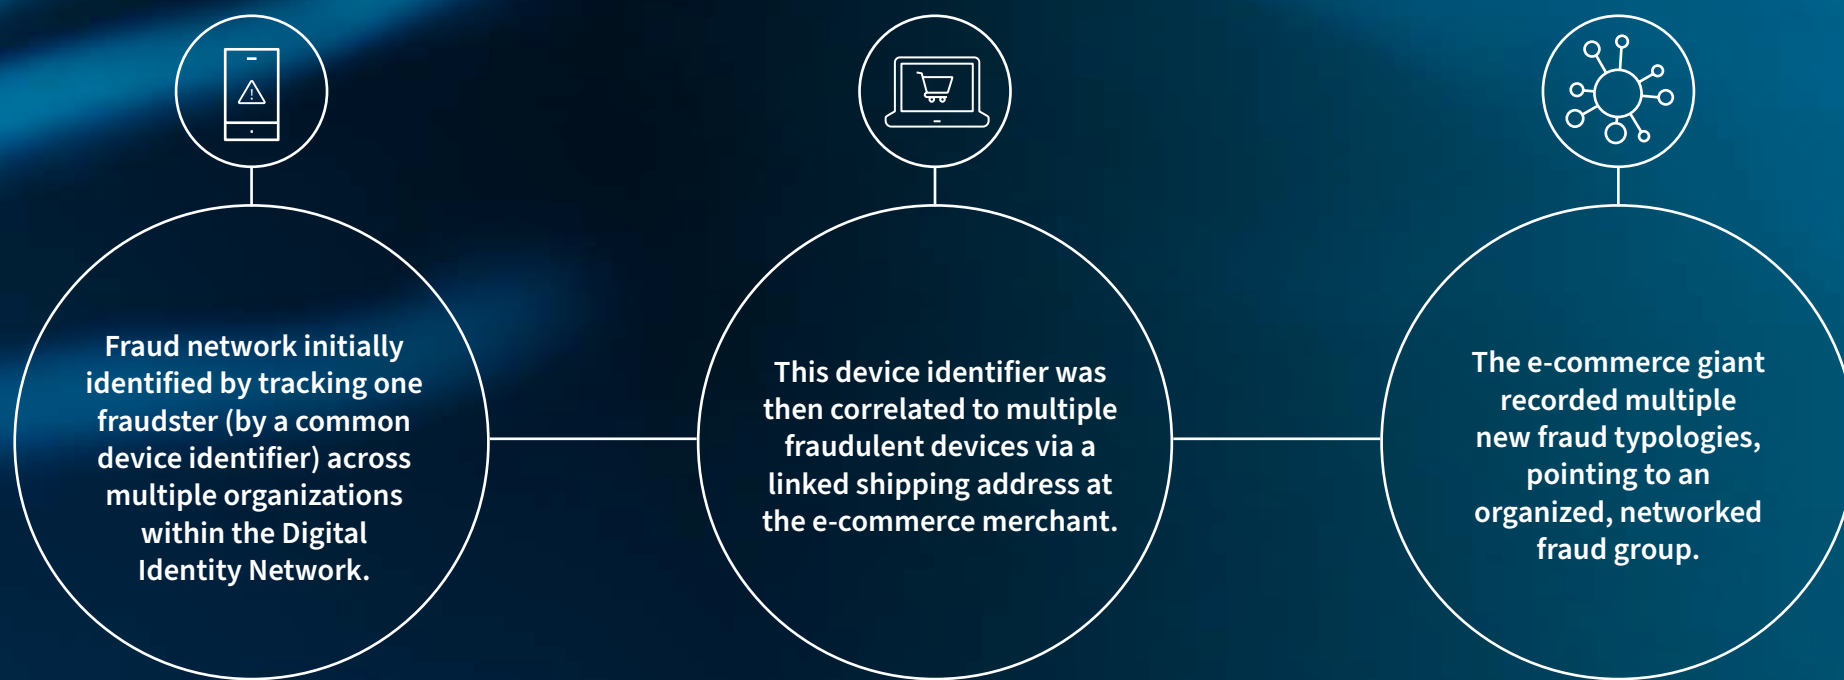 Fraud network initially
identified by tracking one
fraudster (by a common
device identifier) across
multiple organizations
within the Digital
Identity Network.
This device identifier was
then correlated to multiple
fraudulent devices via a
linked shipping address at
the e-commerce merchant.
The e-commerce giant
recorded multiple
new fraud typologies,
pointing to an
organized, networked
fraud group.